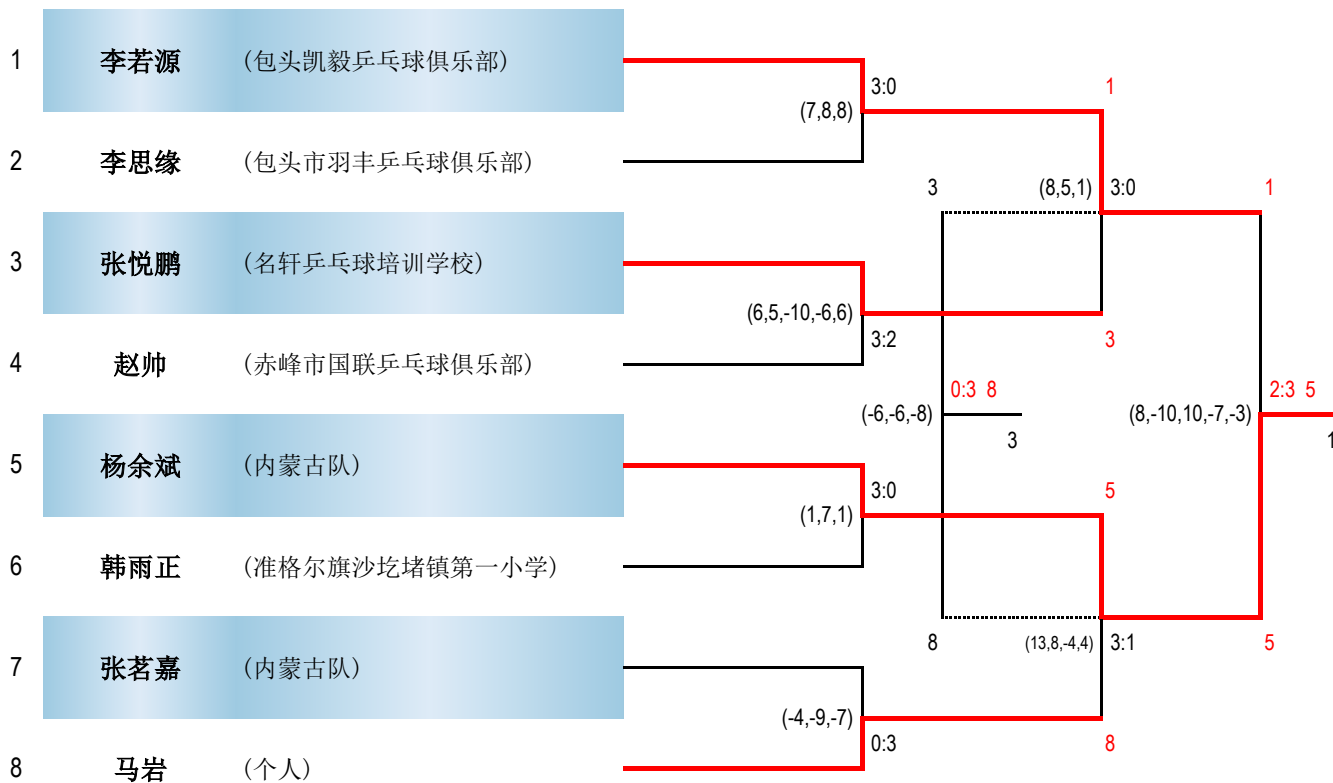 1 李若源 (包头凯毅乒乓球俱乐部)
3:0 1
(7,8,8)
2 李思缘 (包头市羽丰乒乓球俱乐部)
3 (8,5,1) 3:0 1
3 张悦鹏 (名轩乒乓球培训学校)
(6,5,-10,-6,6)
3:2 3
4 赵帅 (赤峰市国联乒乓球俱乐部)
0:3 8 2:3 5
(-6,-6,-8) (8,-10,10,-7,-3)
3 1
5 杨余斌 (内蒙古队)
3:0 5
(1,7,1)
6 韩雨正 (准格尔旗沙圪堵镇第一小学)
8 (13,8,-4,4) 3:1 5
7 张茗嘉 (内蒙古队)
(-4,-9,-7)
0:3 8
8 马岩 (个人)